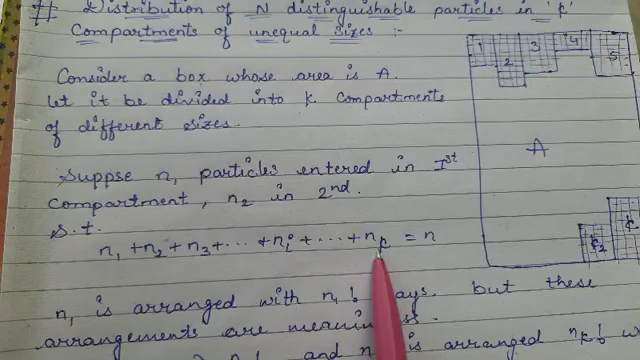 Distribution of N distinguishable particles in 'k'
Compartments of unequal sizes :-
Consider a box whose area is A.
Let it be divided into K compartments
of different sizes.
Suppse n₁ particles entered in Iˢᵗ
compartment, n₂ in 2ⁿᵈ.
s.t.
n₁ + n₂ + n₃ + ... + nᵢ + ... + nₖ = n
n₁ is arranged with n₁! ways. but these
arrangements are
n₁! and is arranged nₖ!
1
2
3
4
5
A
k